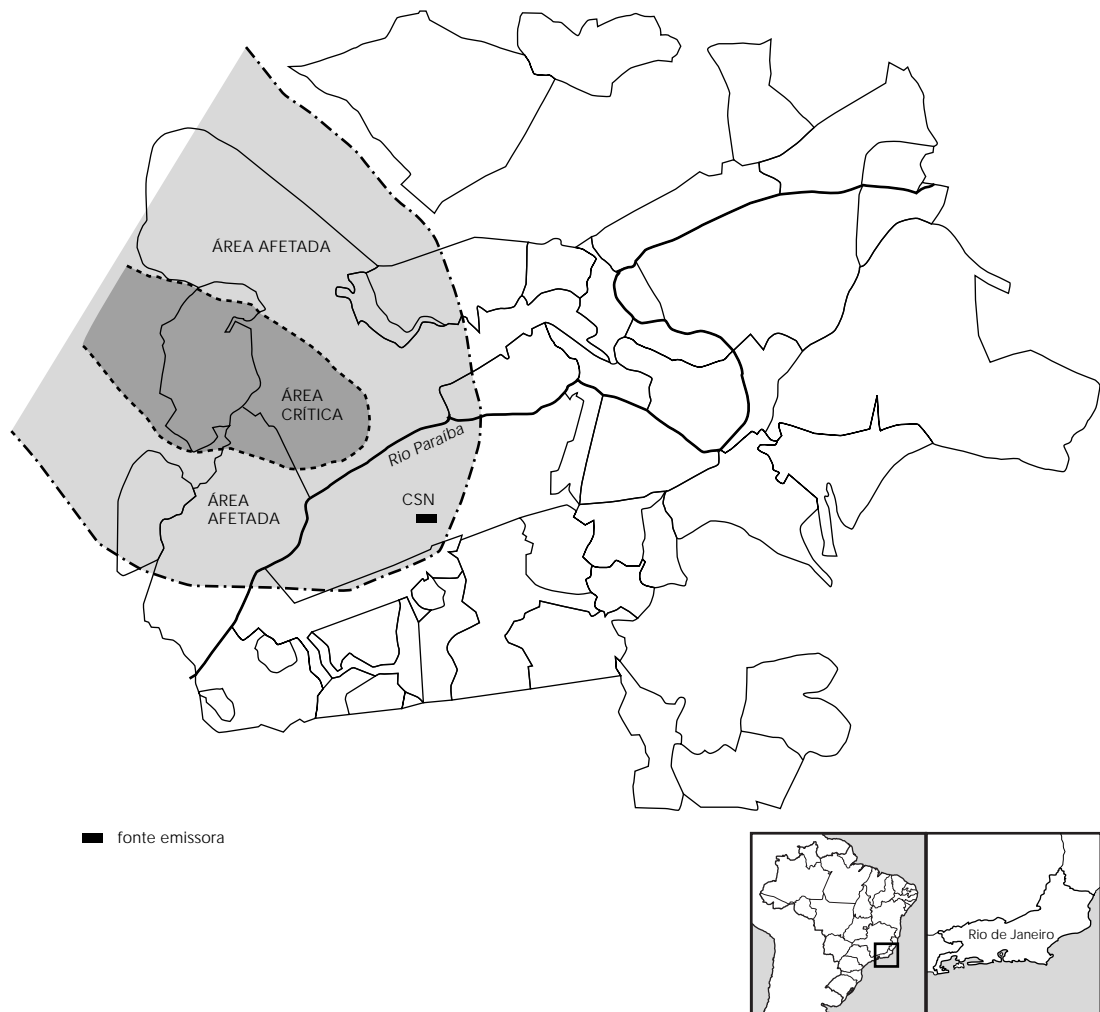 ÁREA AFETADA
ÁREA
CRÍTICA
Rio Paraíba
CSN
ÁREA
AFETADA
fonte emissora
Rio de Janeiro